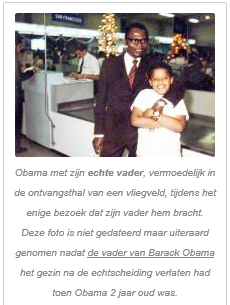 SAN FRANCISCO
Obama met zijn echte vader, vermoedelijk in
de ontvangsthal van een vliegveld, tijdens het
enige bezoek dat zijn vader hem bracht.
Deze foto is niet gedateerd maar uiteraard
genomen nadat de vader van Barack Obama
het gezin na de echtscheiding verlaten had
toen Obama 2 jaar oud was.